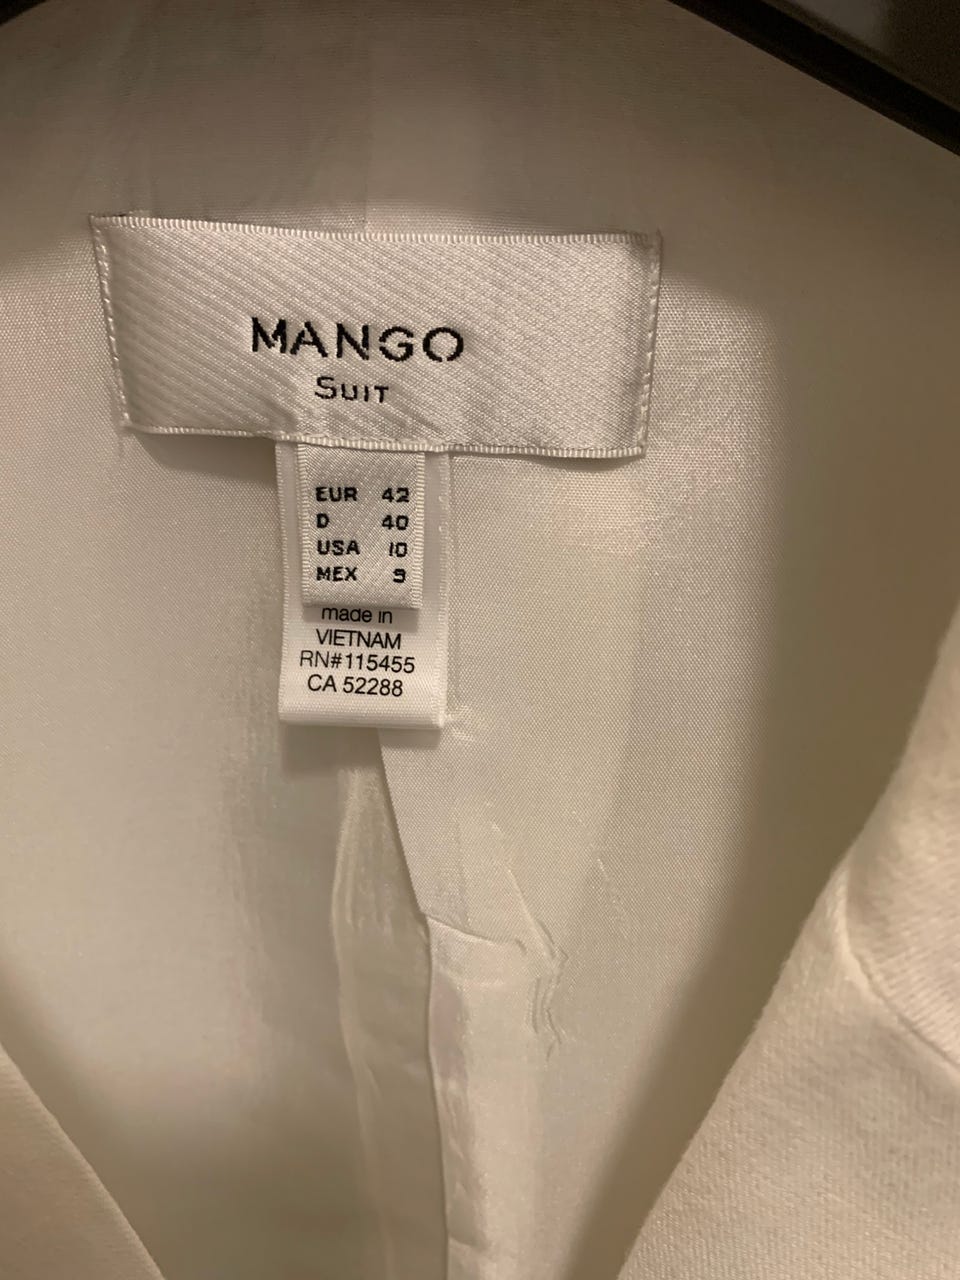 MANGO
SUIT
EUR 42
D 40
USA 10
MEX 9
made in
VIETNAM
RN#115455
CA 52288